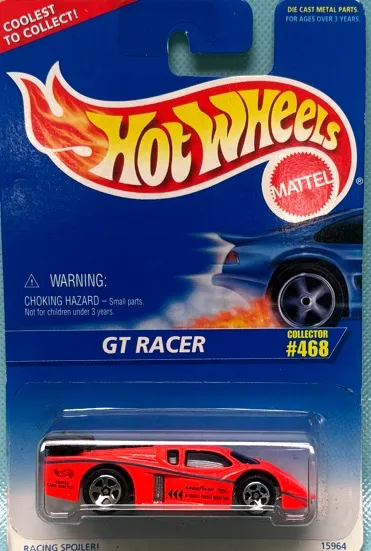 COOLEST
TO COLLECT!
DIE CAST METAL PARTS.
FOR AGES OVER 3 YEARS.
HOT WHEELS
MATTEL
®
⚠ WARNING:
CHOKING HAZARD – Small parts.
Not for children under 3 years.
GT RACER
COLLECTOR
#468
RACING SPOILER!
15964